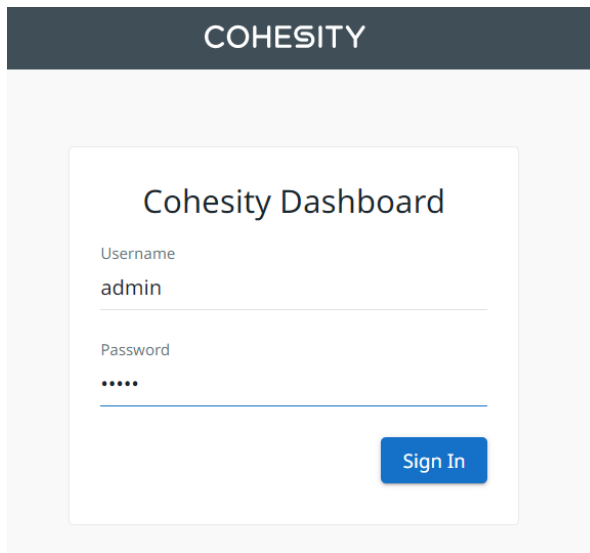 COHESITY
Cohesity Dashboard
Username
admin
Password
•••••
Sign In